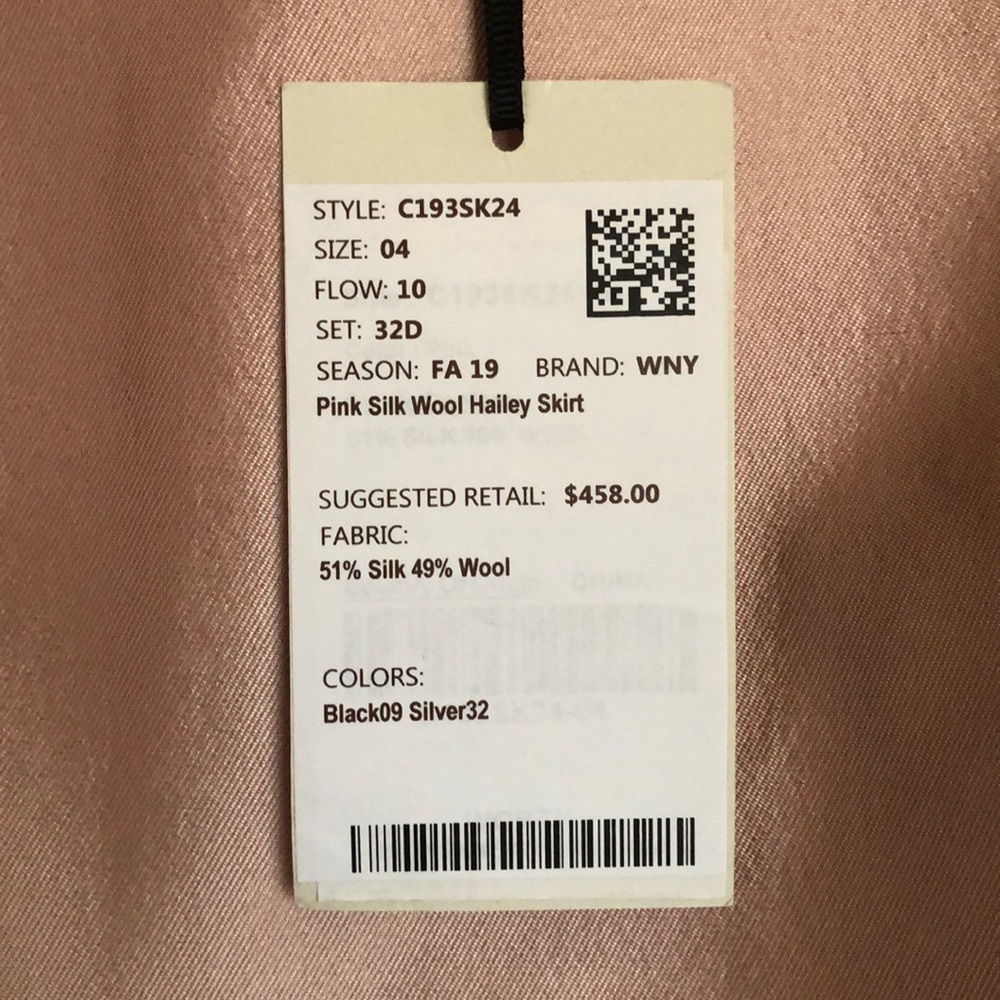 STYLE: C193SK24
SIZE: 04
FLOW: 10
SET: 32D
SEASON: FA 19 BRAND: WNY
Pink Silk Wool Hailey Skirt
SUGGESTED RETAIL: $458.00
FABRIC:
51% Silk 49% Wool
COLORS:
Black09 Silver32